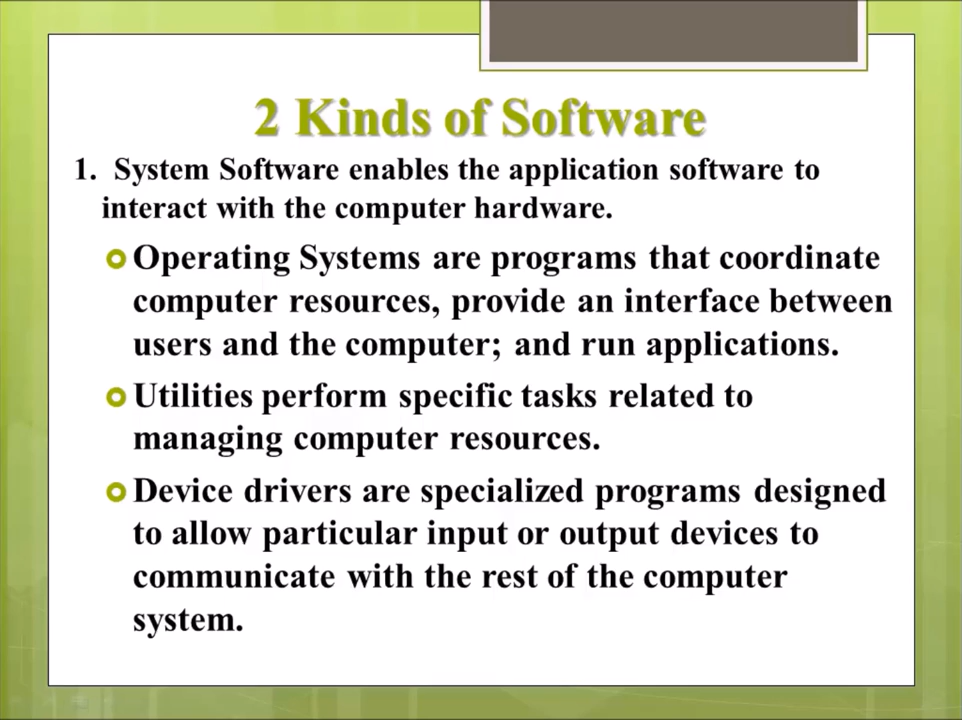 2 Kinds of Software
1. System Software enables the application software to
interact with the computer hardware.
Operating Systems are programs that coordinate
computer resources, provide an interface between
users and the computer; and run applications.
Utilities perform specific tasks related to
managing computer resources.
Device drivers are specialized programs designed
to allow particular input or output devices to
communicate with the rest of the computer
system.